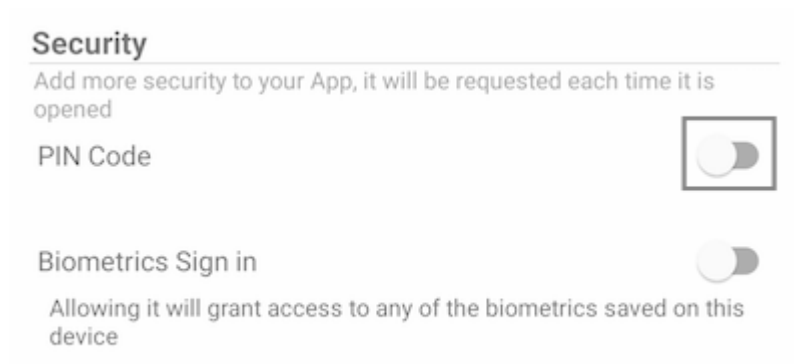 Security
Add more security to your App, it will be requested each time it is
opened
PIN Code
Biometrics Sign in
Allowing it will grant access to any of the biometrics saved on this
device